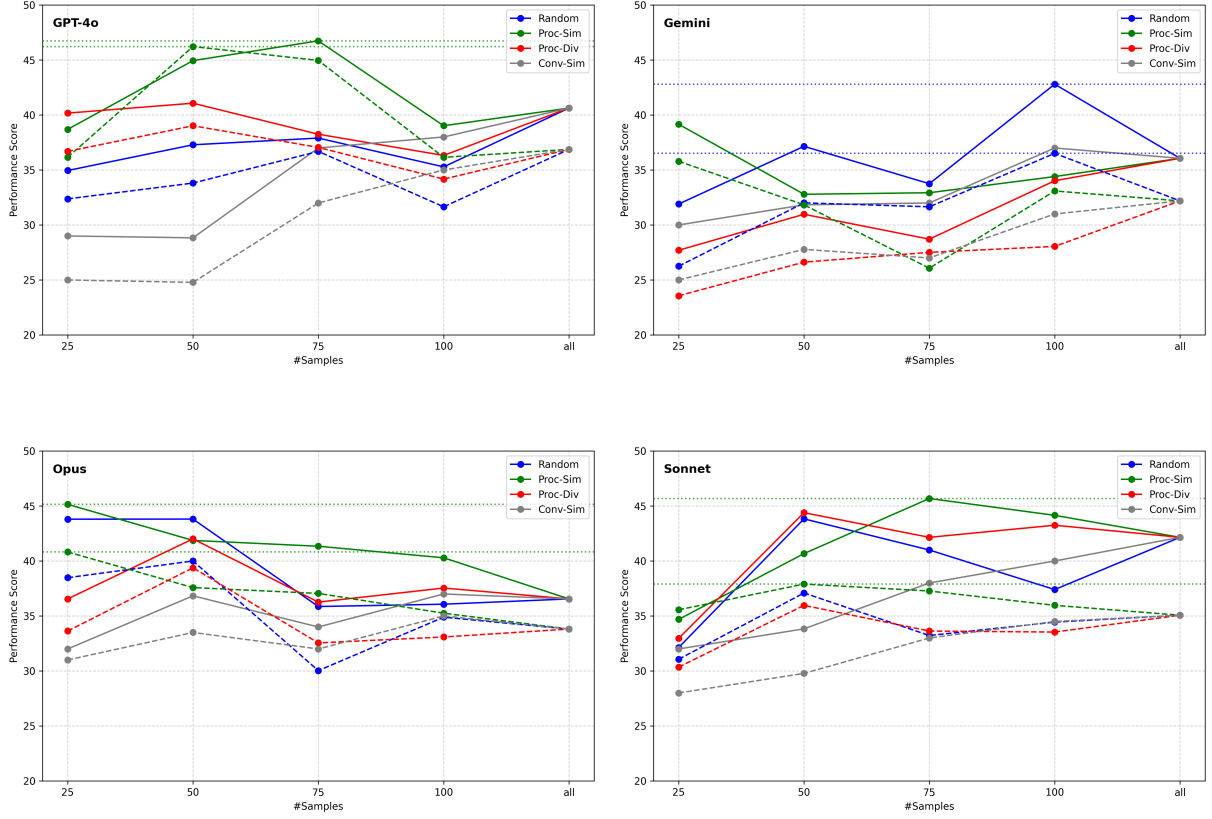 GPT-4o
Random
Proc-Sim
Proc-Div
Conv-Sim
Performance Score
50
45
40
35
30
25
20
25 50 75 100 all
#Samples
Gemini
Random
Proc-Sim
Proc-Div
Conv-Sim
Performance Score
50
45
40
35
30
25
20
25 50 75 100 all
#Samples
Opus
Random
Proc-Sim
Proc-Div
Conv-Sim
Performance Score
50
45
40
35
30
25
20
25 50 75 100 all
#Samples
Sonnet
Random
Proc-Sim
Proc-Div
Conv-Sim
Performance Score
50
45
40
35
30
25
20
25 50 75 100 all
#Samples